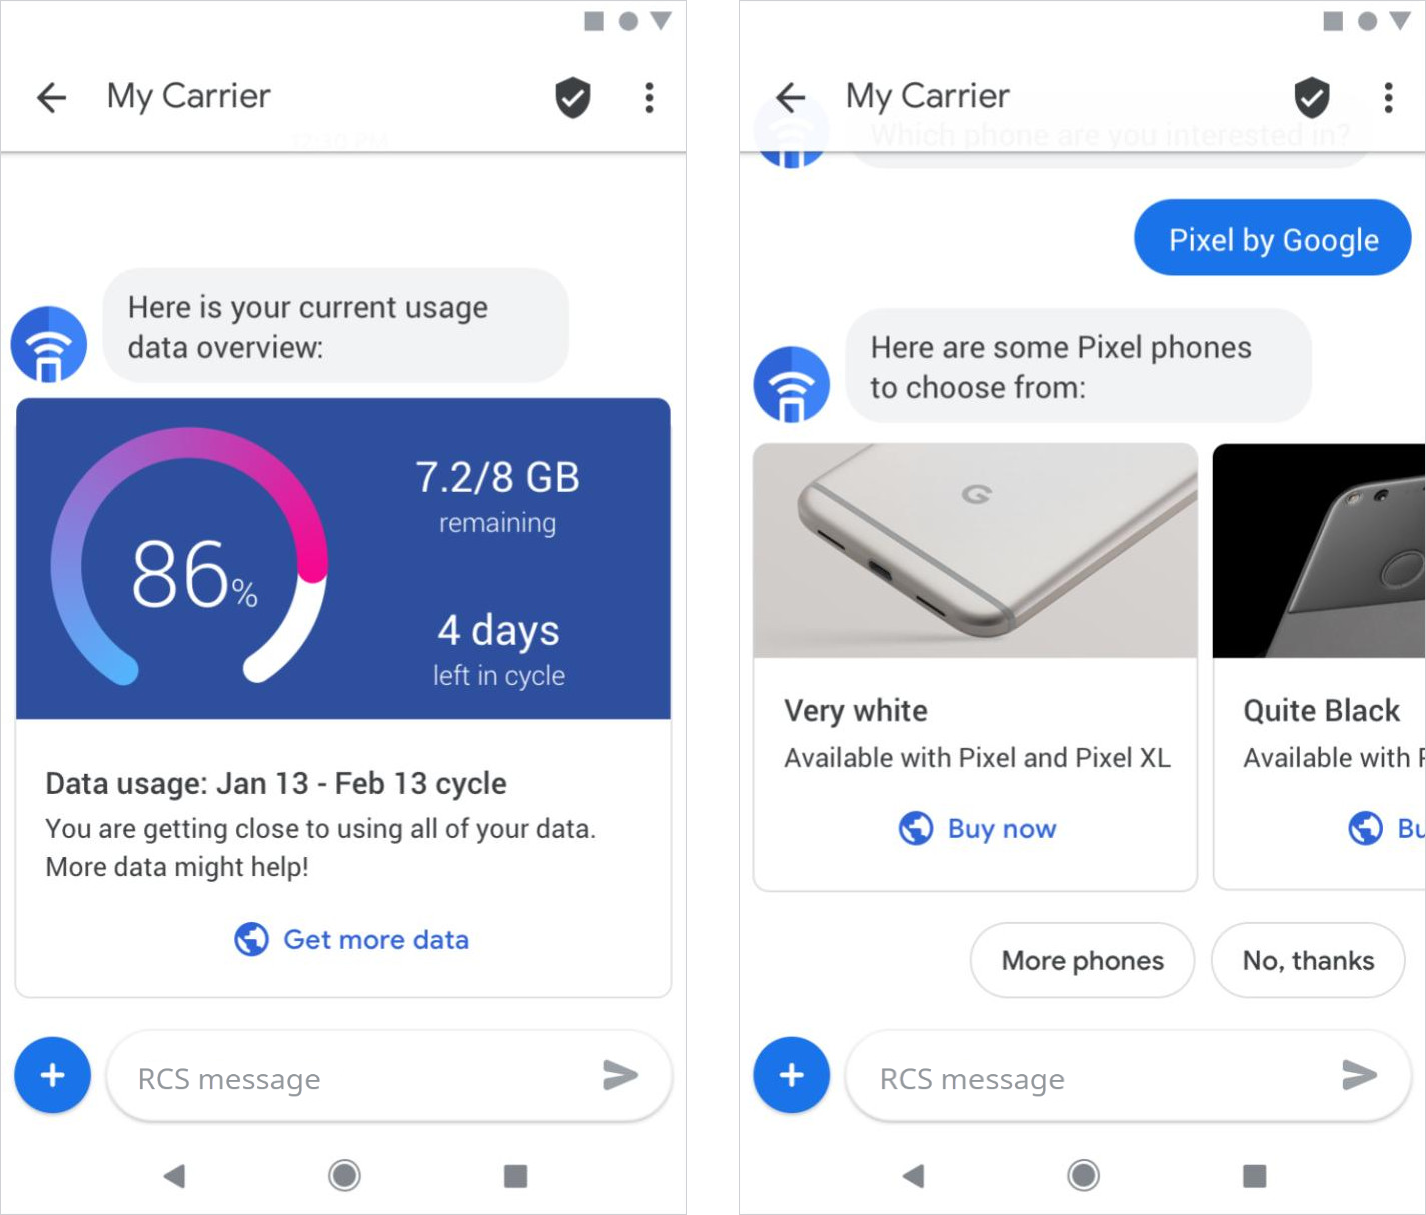 My Carrier
12:30 PM
Here is your current usage
data overview:
86%
7.2/8 GB
remaining
4 days
left in cycle
Data usage: Jan 13 - Feb 13 cycle
You are getting close to using all of your data.
More data might help!
Get more data
RCS message
My Carrier
Which phone are you interested in?
Pixel by Google
Here are some Pixel phones
to choose from:
G
Very white
Available with Pixel and Pixel XL
Buy now
Quite Black
Available with
More phones
No, thanks
RCS message